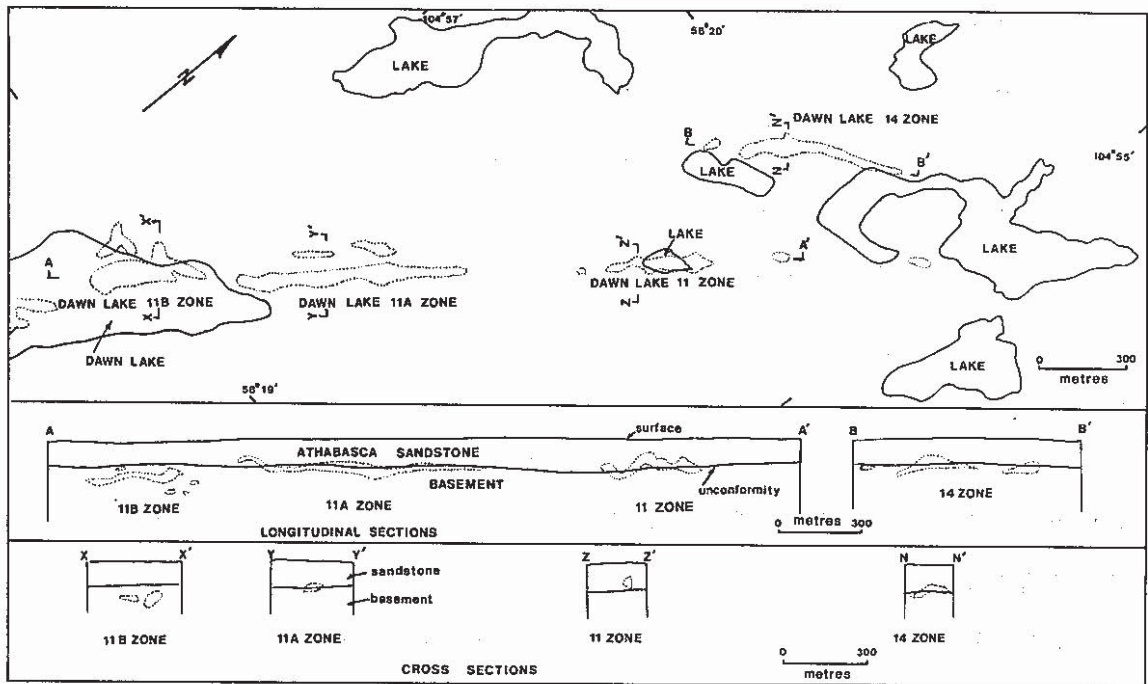 104°57'
58°20'
LAKE
LAKE
N
DAWN LAKE 14 ZONE
N'
B
N
B'
104°55'
LAKE
X'
Y'
Z'
LAKE
A'
LAKE
A
DAWN LAKE 11B ZONE
DAWN LAKE 11A ZONE
DAWN LAKE 11 ZONE
X
Y
Z
DAWN LAKE
LAKE
0 300
metres
58°19'
A
A'
B
B'
surface
ATHABASCA SANDSTONE
BASEMENT
unconformity
11B ZONE
11A ZONE
11 ZONE
14 ZONE
0 metres 300
LONGITUDINAL SECTIONS
X X'
Y Y'
Z Z'
N N'
sandstone
basement
11B ZONE
11A ZONE
11 ZONE
14 ZONE
0 300
metres
CROSS SECTIONS